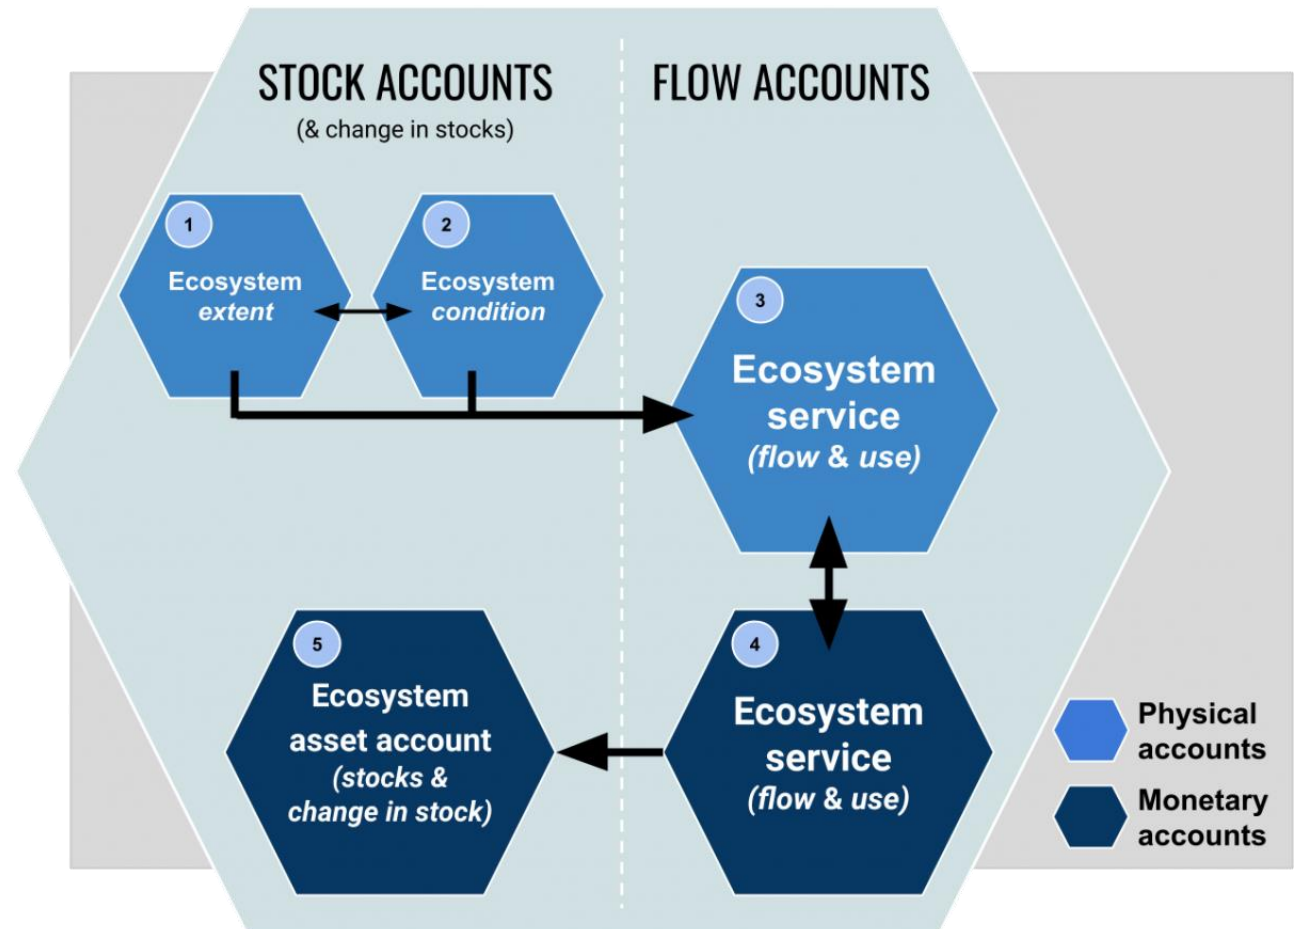 STOCK ACCOUNTS
(& change in stocks)
FLOW ACCOUNTS
1
Ecosystem
extent
2
Ecosystem
condition
3
Ecosystem
service
(flow & use)
4
Ecosystem
service
(flow & use)
5
Ecosystem
asset account
(stocks &
change in stock)
Physical
accounts
Monetary
accounts